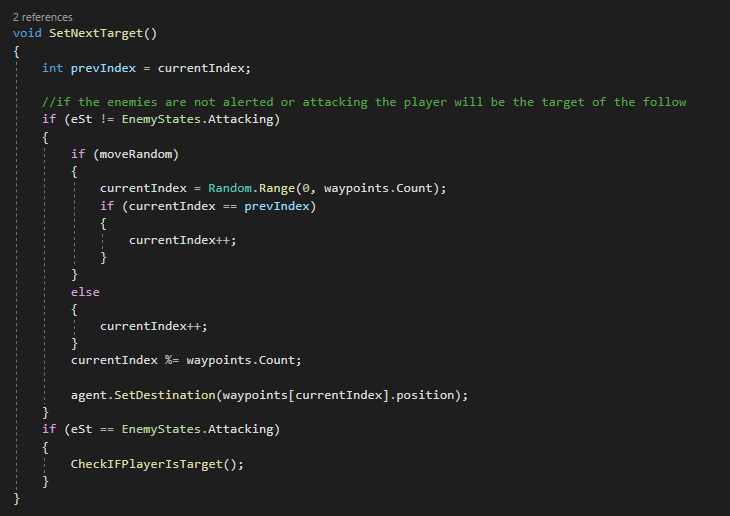 2 references
void SetNextTarget()
{
int prevIndex = currentIndex;
//if the enemies are not alerted or attacking the player will be the target of the follow
if (eSt != EnemyStates.Attacking)
{
if (moveRandom)
{
currentIndex = Random.Range(0, waypoints.Count);
if (currentIndex == prevIndex)
{
currentIndex++;
}
}
else
{
currentIndex++;
}
currentIndex %= waypoints.Count;
agent.SetDestination(waypoints[currentIndex].position);
}
if (eSt == EnemyStates.Attacking)
{
CheckIFPlayerIsTarget();
}
}